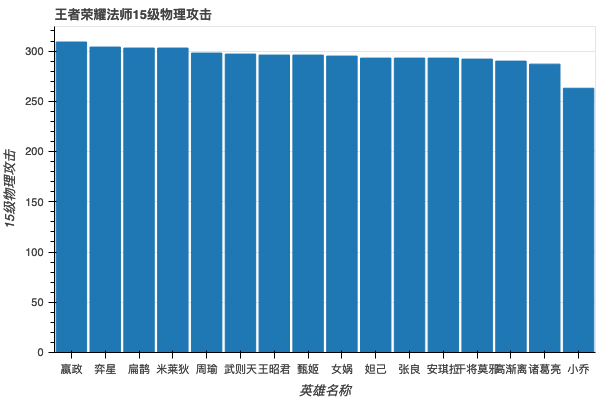 王者荣耀法师15级物理攻击
15级物理攻击
300
250
200
150
100
50
0
嬴政 弈星 扁鹊 米莱狄 周瑜 武则天 王昭君 甄姬 女娲 妲己 张良 安琪拉 干将莫邪 高渐离 诸葛亮 小乔
英雄名称